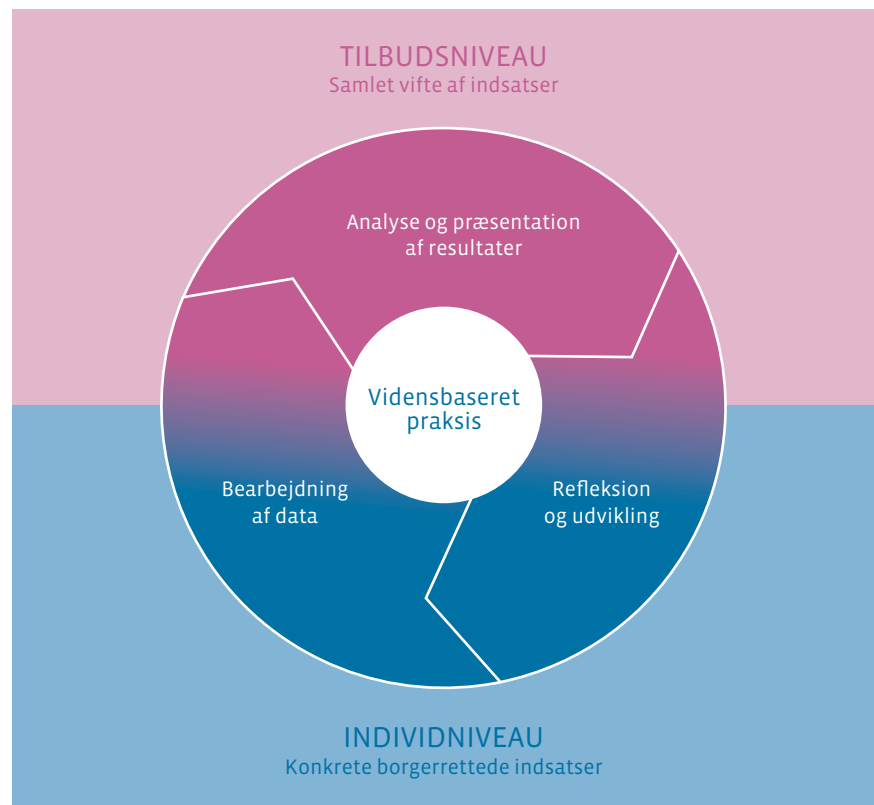 TILBUDSNIVEAU
Samlet vifte af indsatser
Analyse og præsentation
af resultater
Vidensbaseret
praksis
Bearbejdning
af data
Refleksion
og udvikling
INDIVIDNIVEAU
Konkrete borgerrettede indsatser